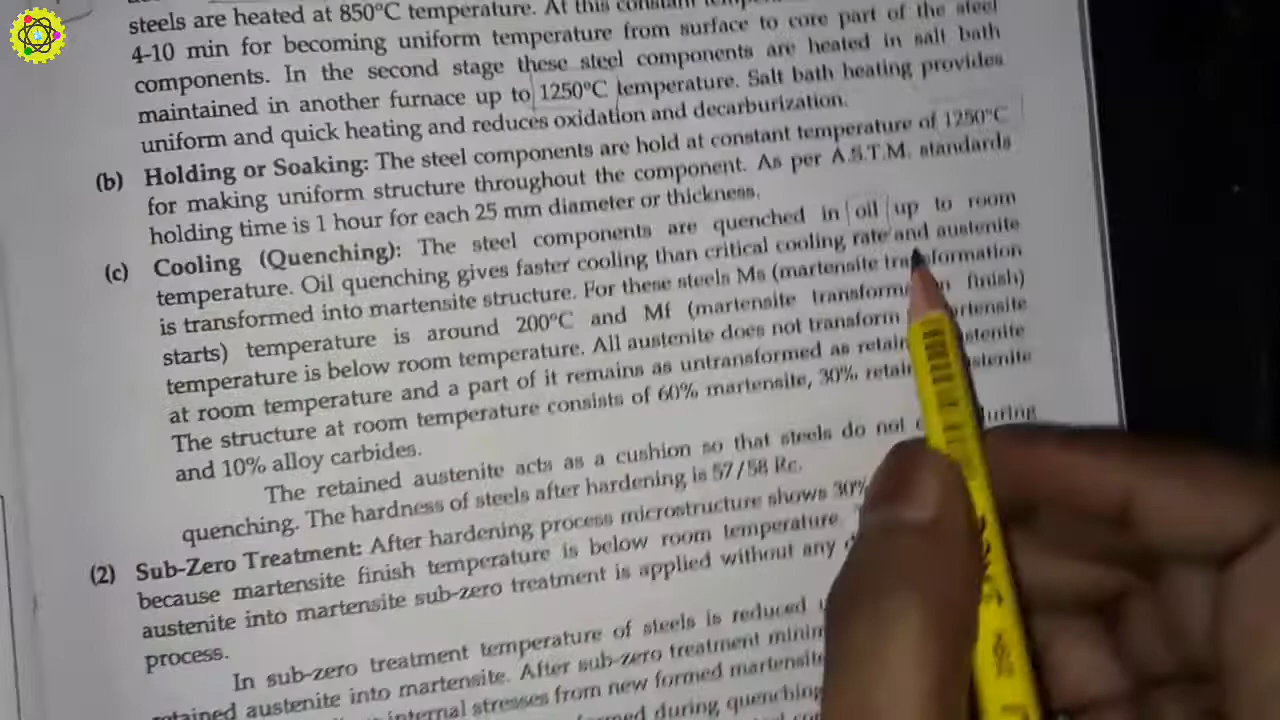 steels are heated at 850°C temperature. At this constant
4-10 min for becoming uniform temperature from surface to core part of the steel
components. In the second stage these steel components are heated in salt bath
maintained in another furnace up to 1250°C temperature. Salt bath heating provides
uniform and quick heating and reduces oxidation and decarburization.
(b) Holding or Soaking: The steel components are hold at constant temperature of 1250°C
for making uniform structure throughout the component. As per A.S.T.M. standards
holding time is 1 hour for each 25 mm diameter or thickness.
(c) Cooling (Quenching): The steel components are quenched in oil up to room
temperature. Oil quenching gives faster cooling than critical cooling rate and austenite
is transformed into martensite structure. For these steels Ms (martensite transformation
starts) temperature is around 200°C and Mf (martensite finish)
temperature is below room temperature. All austenite does not transform
at room temperature and a part of it remains as untransformed as
The structure at room temperature consists of 60% martensite, 30%
and 10% alloy carbides.
The retained austenite acts as a cushion so that steels do not during
quenching. The hardness of steels after hardening is 57/58 Rc.
(2) Sub-Zero Treatment: After hardening process microstructure shows 30%
because martensite finish temperature is below room temperature.
austenite into martensite sub-zero treatment is applied without any
process.
In sub-zero treatment temperature of steels is reduced
retained austenite into martensite. After sub-zero treatment
internal stresses from new formed martensite
during quenching